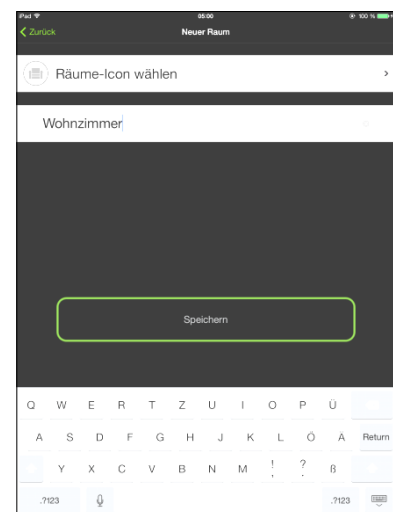 iPad 05:00 100 %
Zurück Neuer Raum
Räume-Icon wählen
Wohnzimmer
Speichern
Q W E R T Z U I O P Ü
A S D F G H J K L Ö Ä Return
Y X C V B N M ! , ? . ß
.?123 .?123